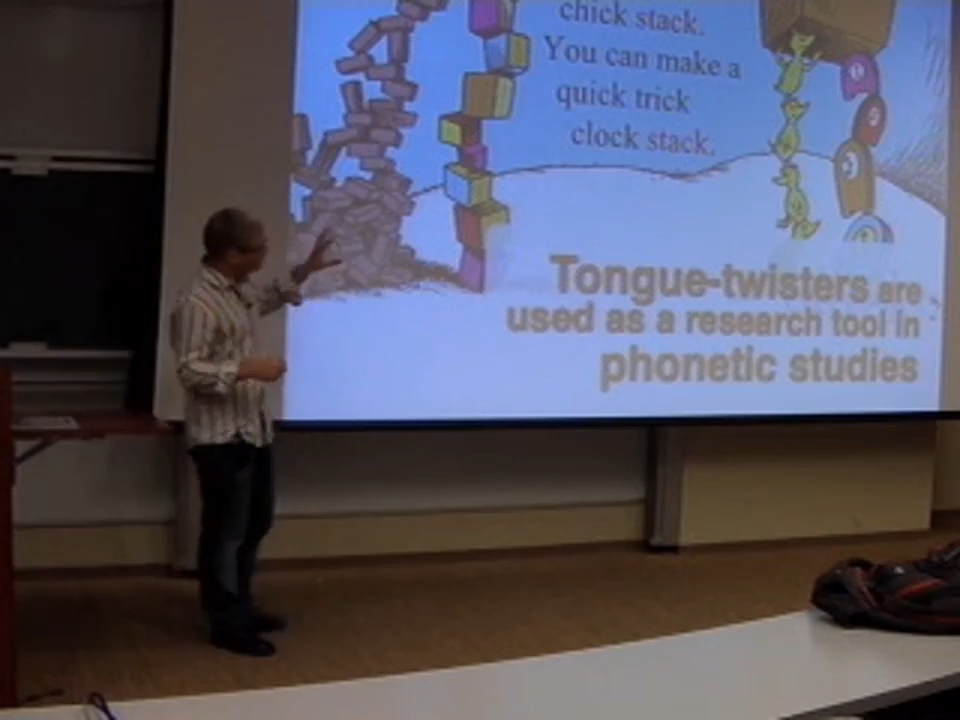 chick stack.
You can make a
quick trick
clock stack.
Tongue-twisters are
used as a research tool in
phonetic studies